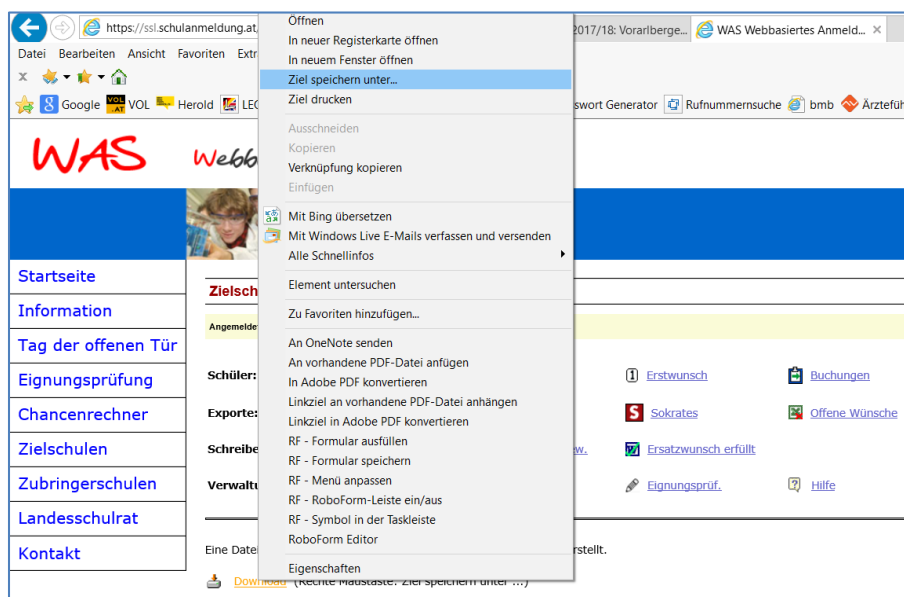 https://ssl.schulanmeldung.at,
2017/18: Vorarlberge...
WAS Webbasiertes Anmeld...
Datei Bearbeiten Ansicht Favoriten Extr
Google VOL Herold LEO
swort Generator Rufnummernsuche bmb Ärztefüh
Öffnen
In neuer Registerkarte öffnen
In neuem Fenster öffnen
Ziel speichern unter...
Ziel drucken
Ausschneiden
Kopieren
Verknüpfung kopieren
Einfügen
Mit Bing übersetzen
Mit Windows Live E-Mails verfassen und versenden
Alle Schnellinfos
Element untersuchen
Zu Favoriten hinzufügen...
An OneNote senden
An vorhandene PDF-Datei anfügen
In Adobe PDF konvertieren
Linkziel an vorhandene PDF-Datei anhängen
Linkziel in Adobe PDF konvertieren
RF - Formular ausfüllen
RF - Formular speichern
RF - Menü anpassen
RF - RoboForm-Leiste ein/aus
RF - Symbol in der Taskleiste
RoboForm Editor
Eigenschaften
WAS Webb
Startseite
Information
Tag der offenen Tür
Eignungsprüfung
Chancenrechner
Zielschulen
Zubringerschulen
Landesschulrat
Kontakt
Zielsch
Angemelde
Schüler: Erstwunsch Buchungen
Exporte: Sokrates Offene Wünsche
Schreibe ew. Ersatzwunsch erfüllt
Verwaltu Eignungsprüf. Hilfe
Eine Date rstellt.
Download (Rechte Maustaste: Ziel speichern unter ...)